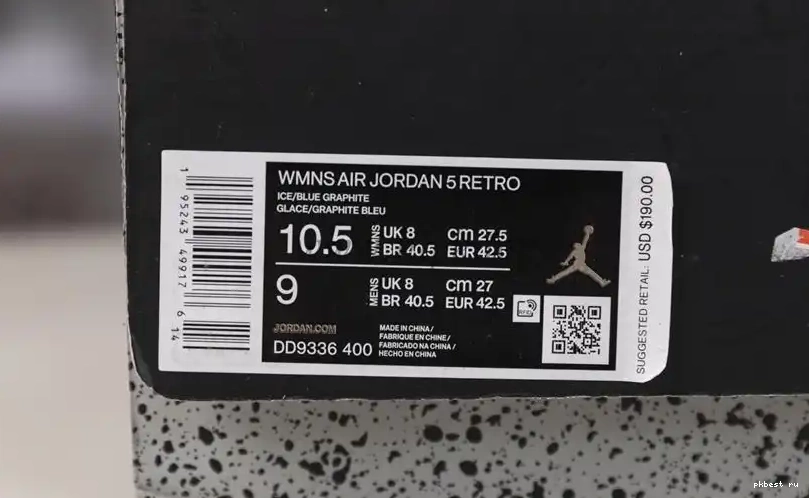 WMNS AIR JORDAN 5 RETRO
ICE/BLUE GRAPHITE
GLACE/GRAPHITE BLEU
10.5 WMNS UK 8 cm 27.5
BR 40.5 EUR 42.5
9 MENS UK 8 cm 27
BR 40.5 EUR 42.5
RFID
JORDAN.COM
DD9336 400
MADE IN CHINA/
FABRIQUE EN CHINE/
FABRICADO NA CHINA/
HECHO EN CHINA
1 95243 49917 6 14
SUGGESTED RETAIL: USD $190.00
pkbest ru